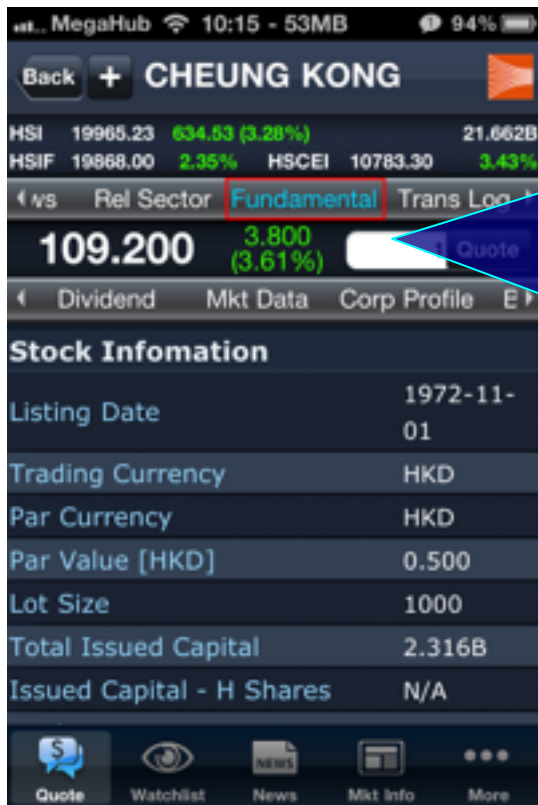 MegaHub 10:15 - 53MB 94%
Back + CHEUNG KONG
HSI 19965.23 634.53 (3.28%) 21.662B
HSIF 19868.00 2.35% HSCEI 10783.30 3.43%
ws Rel Sector Fundamental Trans Log
109.200 3.800 (3.61%) 1 Quote
Dividend Mkt Data Corp Profile E
Stock Infomation
Listing Date 1972-11-
01
Trading Currency HKD
Par Currency HKD
Par Value [HKD] 0.500
Lot Size 1000
Total Issued Capital 2.316B
Issued Capital - H Shares N/A
NEWS
Quote Watchlist News Mkt Info More